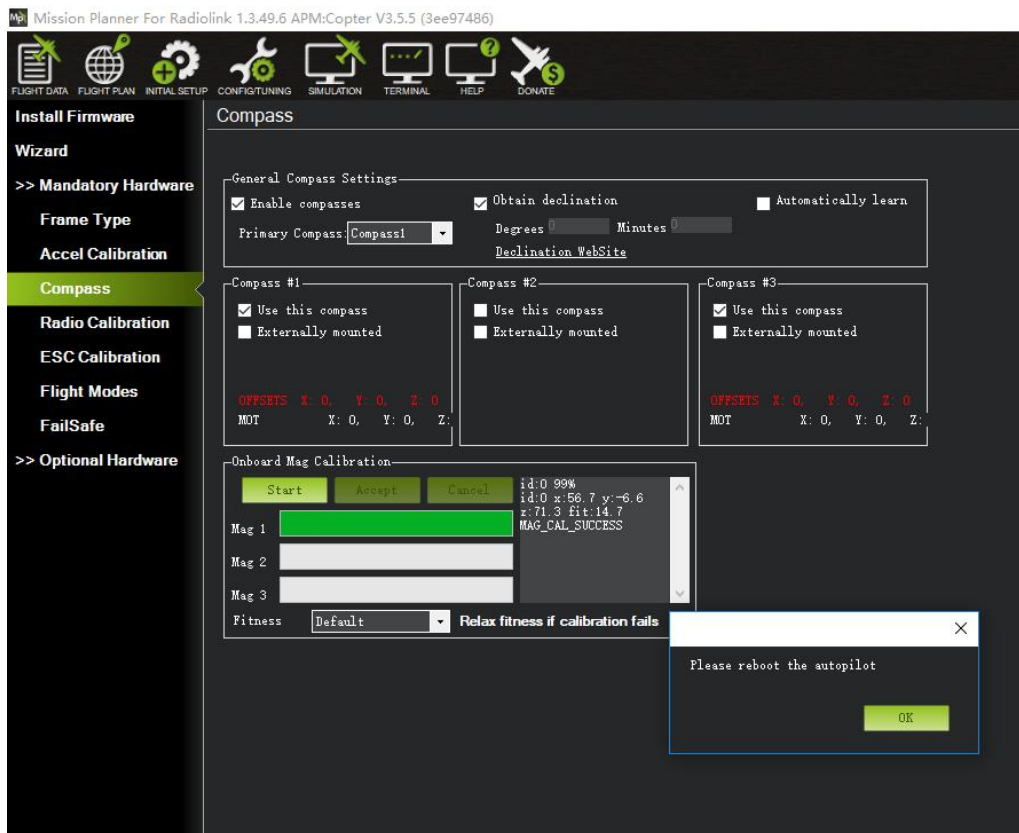 Mission Planner For Radiolink 1.3.49.6 APM:Copter V3.5.5 (3ee97486)
FLIGHT DATA FLIGHT PLAN INITIAL SETUP CONFIG/TUNING SIMULATION TERMINAL HELP DONATE
Install Firmware
Wizard
>> Mandatory Hardware
Frame Type
Accel Calibration
Compass
Radio Calibration
ESC Calibration
Flight Modes
FailSafe
>> Optional Hardware
Compass
General Compass Settings
Enable compasses Obtain declination Automatically learn
Primary Compass: Compass1 Degrees 0 Minutes 0
Declination WebSite
Compass #1
Use this compass
Externally mounted
OFFSETS X: 0, Y: 0, Z: 0
MOT X: 0, Y: 0, Z:
Compass #2
Use this compass
Externally mounted
Compass #3
Use this compass
Externally mounted
OFFSETS X: 0, Y: 0, Z: 0
MOT X: 0, Y: 0, Z:
Onboard Mag Calibration
Start Accept Cancel
Mag 1
Mag 2
Mag 3
id:0 99%
id:0 x:56.7 y:-6.6
z:71.3 fit:14.7
MAG_CAL_SUCCESS
Fitness Default Relax fitness if calibration fails
Please reboot the autopilot
OK